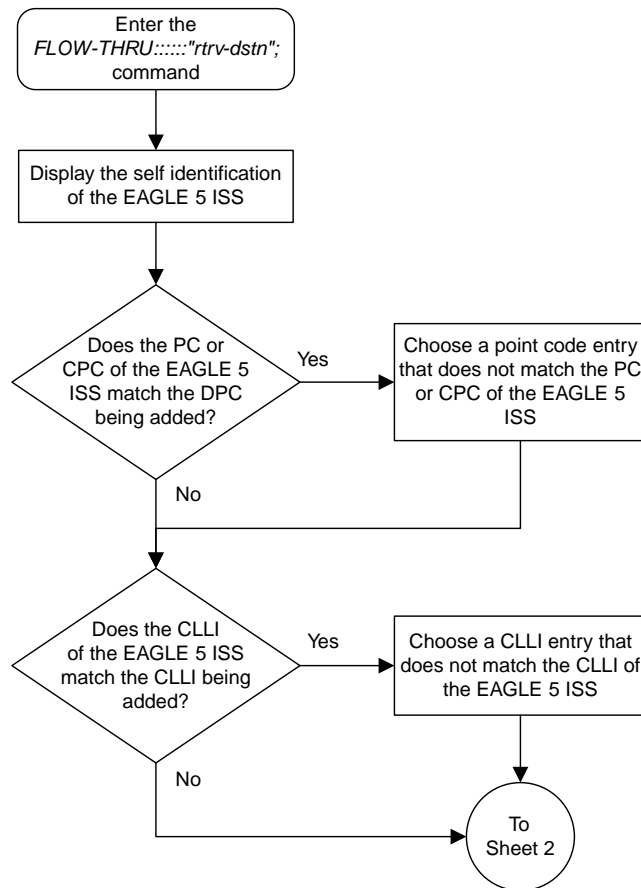 Enter the
FLOW-THRU::::::"rtrv-dstn";
command
Display the self identification
of the EAGLE 5 ISS
Does the PC or
CPC of the EAGLE 5
ISS match the DPC
being added?
Yes
Choose a point code entry
that does not match the PC
or CPC of the EAGLE 5
ISS
No
Does the CLLI
of the EAGLE 5 ISS
match the CLLI being
added?
Yes
Choose a CLLI entry that
does not match the CLLI of
the EAGLE 5 ISS
No
To
Sheet 2